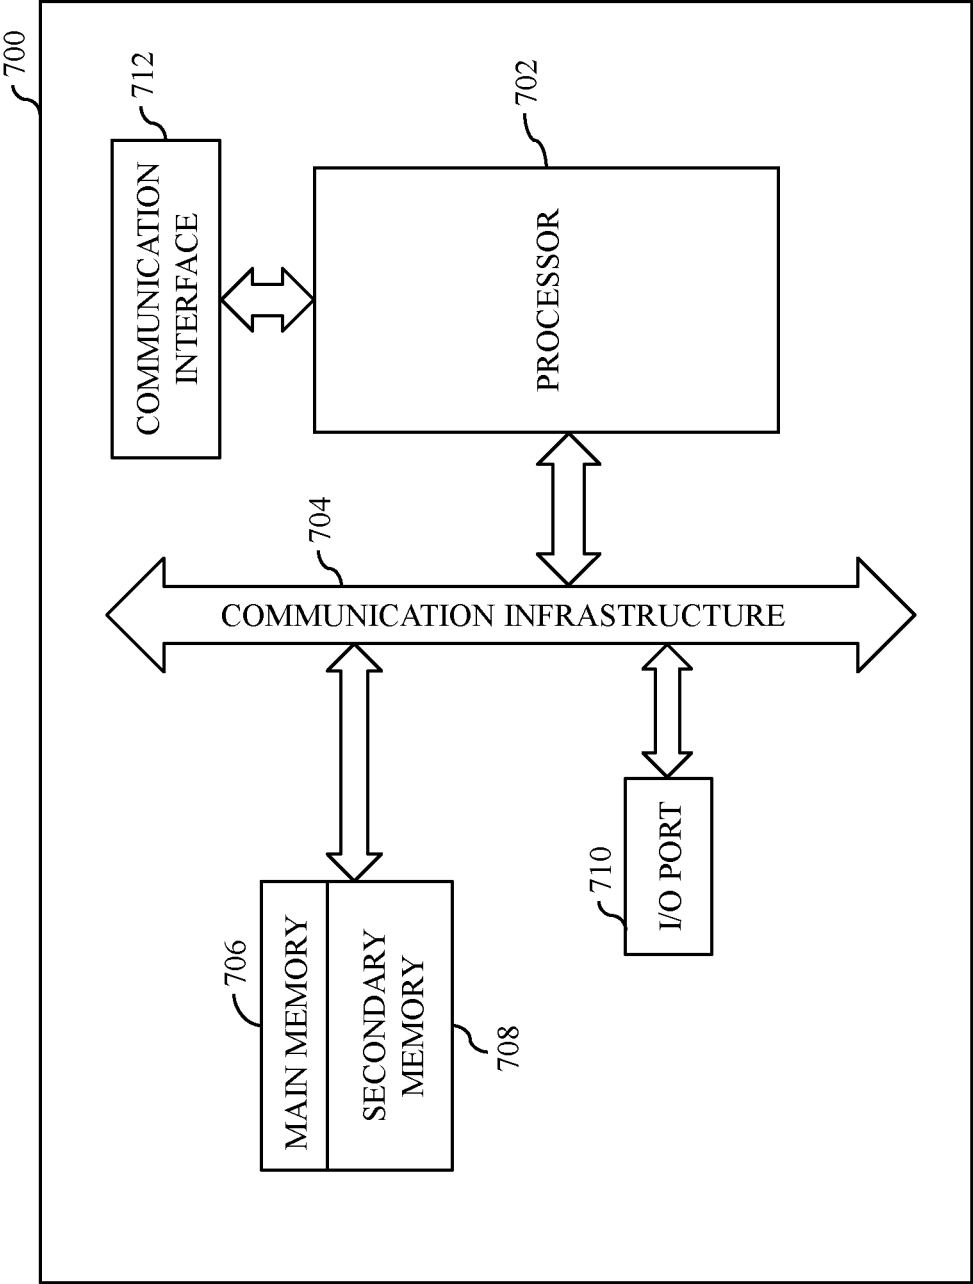 700
712
COMMUNICATION
INTERFACE
702
PROCESSOR
704
COMMUNICATION INFRASTRUCTURE
706
MAIN MEMORY
SECONDARY
MEMORY
708
710
I/O PORT